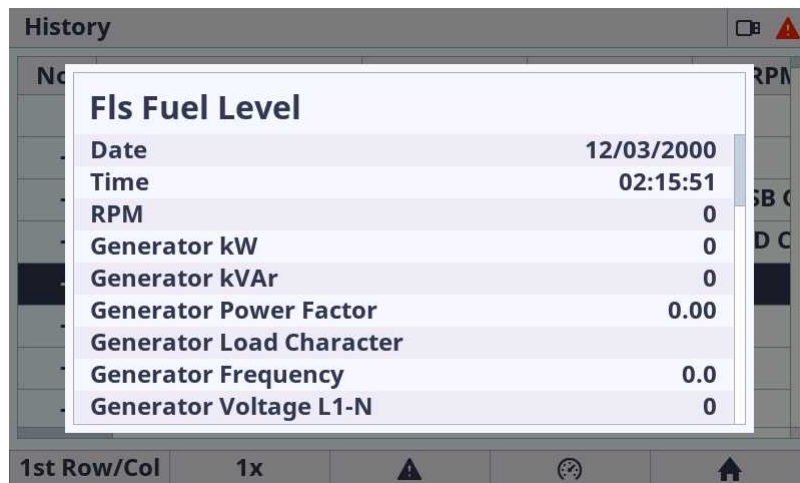 History
No
RPM
Fls Fuel Level
Date 12/03/2000
Time 02:15:51
RPM 0
Generator kW 0
Generator kVAr 0
Generator Power Factor 0.00
Generator Load Character
Generator Frequency 0.0
Generator Voltage L1-N 0
SB
D C
1st Row/Col 1x